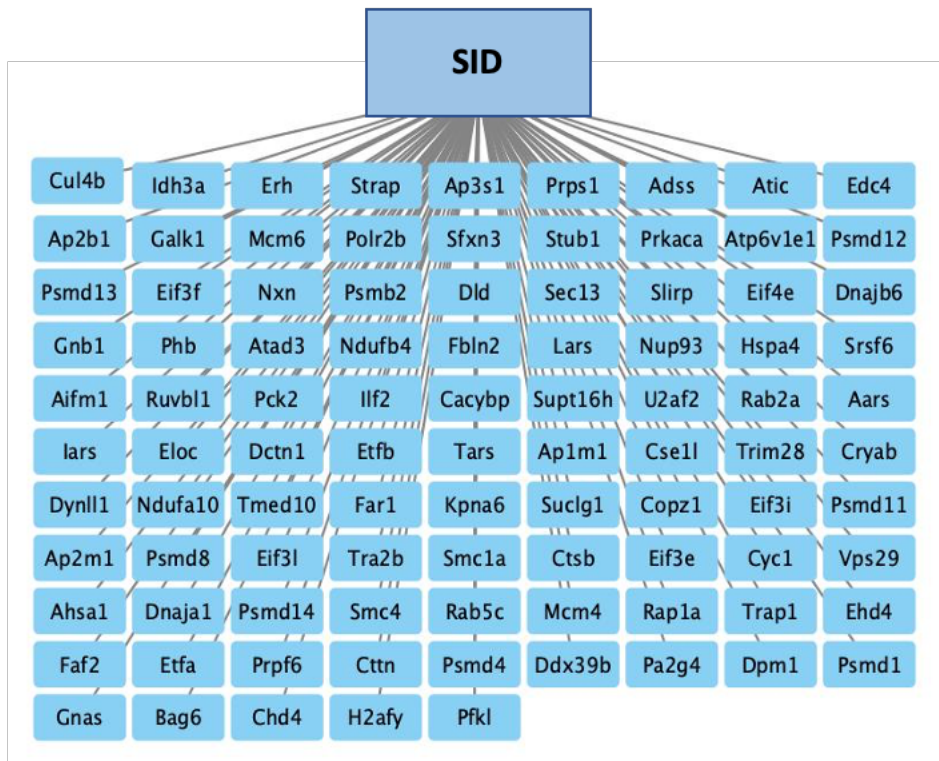 SID
Cul4b Idh3a Erh Strap Ap3s1 Prps1 Adss Atic Edc4
Ap2b1 Galk1 Mcm6 Polr2b Sfxn3 Stub1 Prkaca Atp6v1e1 Psmd12
Psmd13 Eif3f Nxn Psmb2 Dld Sec13 Slirp Eif4e Dnajb6
Gnb1 Phb Atad3 Ndufb4 Fbln2 Lars Nup93 Hspa4 Srsf6
Aifm1 Ruvbl1 Pck2 Ilf2 Cacybp Supt16h U2af2 Rab2a Aars
Iars Eloc Dctn1 Etfb Tars Ap1m1 Cse1l Trim28 Cryab
Dynll1 Ndufa10 Tmed10 Far1 Kpna6 Suclg1 Copz1 Eif3i Psmd11
Ap2m1 Psmd8 Eif3l Tra2b Smc1a Ctsb Eif3e Cyc1 Vps29
Ahsa1 Dnaja1 Psmd14 Smc4 Rab5c Mcm4 Rap1a Trap1 Ehd4
Faf2 Etfa Prpf6 Cttn Psmd4 Ddx39b Pa2g4 Dpm1 Psmd1
Gnas Bag6 Chd4 H2afy Pfkl